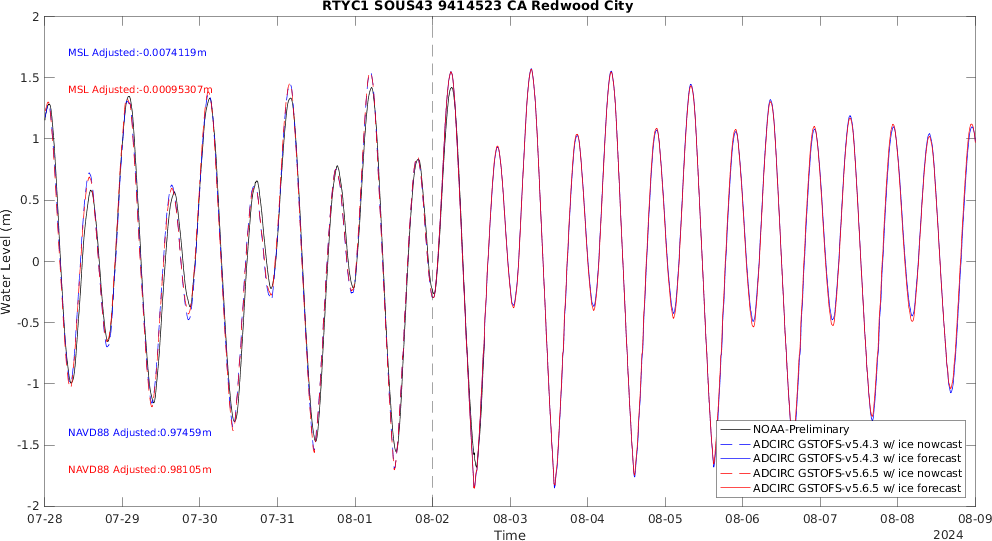 RTYC1 SOUS43 9414523 CA Redwood City
MSL Adjusted:-0.0074119m
MSL Adjusted:-0.00095307m
NAVD88 Adjusted:0.97459m
NAVD88 Adjusted:0.98105m
Water Level (m)
2
1.5
1
0.5
0
-0.5
-1
-1.5
-2
NOAA-Preliminary
ADCIRC GSTOFS-v5.4.3 w/ ice nowcast
ADCIRC GSTOFS-v5.4.3 w/ ice forecast
ADCIRC GSTOFS-v5.6.5 w/ ice nowcast
ADCIRC GSTOFS-v5.6.5 w/ ice forecast
07-28 07-29 07-30 07-31 08-01 08-02 08-03 08-04 08-05 08-06 08-07 08-08 08-09
Time
2024